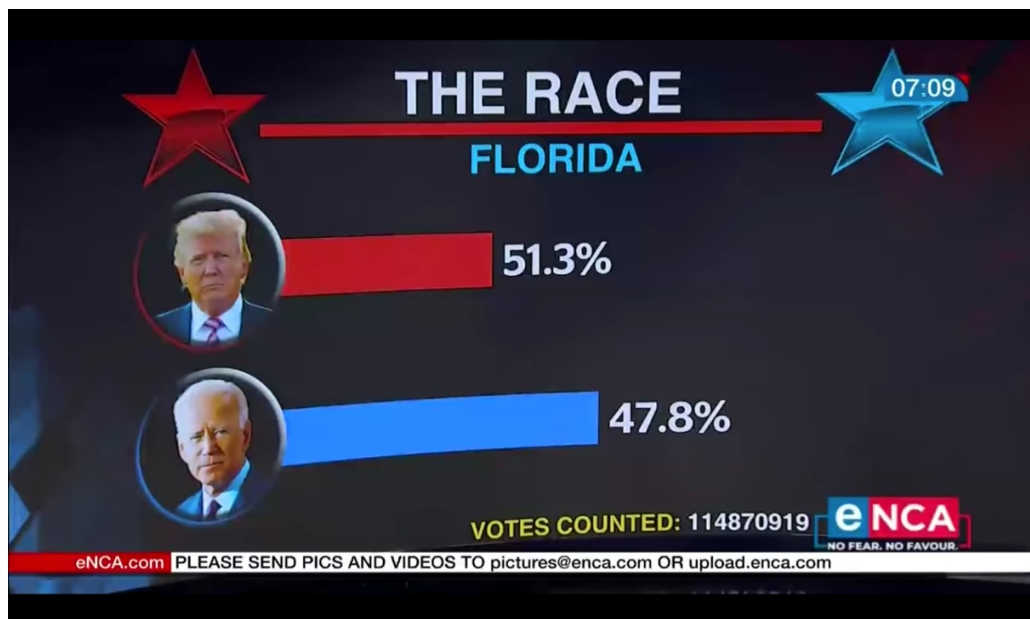 THE RACE
07:09
FLORIDA
51.3%
47.8%
VOTES COUNTED: 114870919
eNCA
NO FEAR. NO FAVOUR.
eNCA.com PLEASE SEND PICS AND VIDEOS TO pictures@enca.com OR upload.enca.com